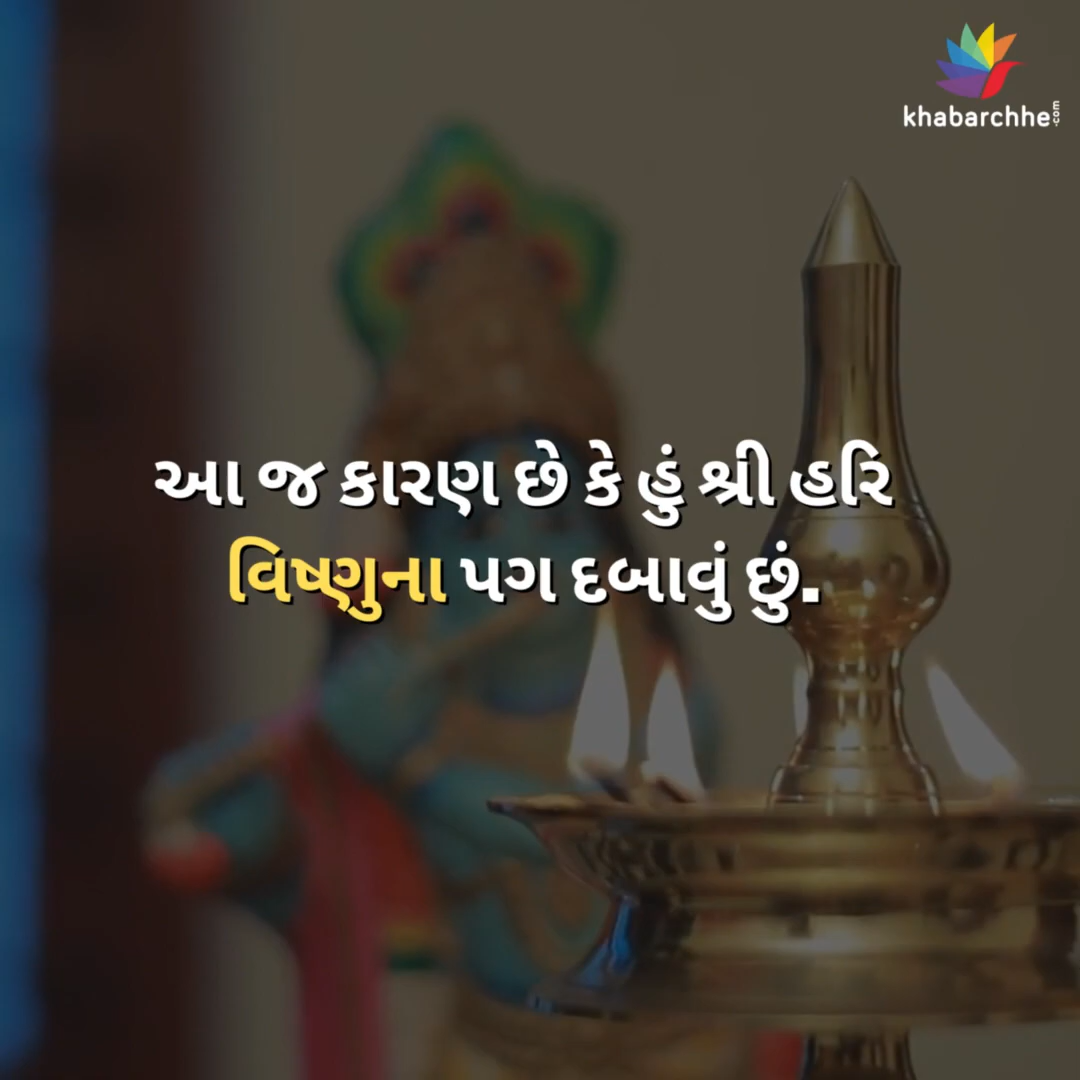 khabarchhe.com
આ જ કારણ છે કે હું શ્રી હરિ
વિષ્ણુના પગ દબાવું છું.